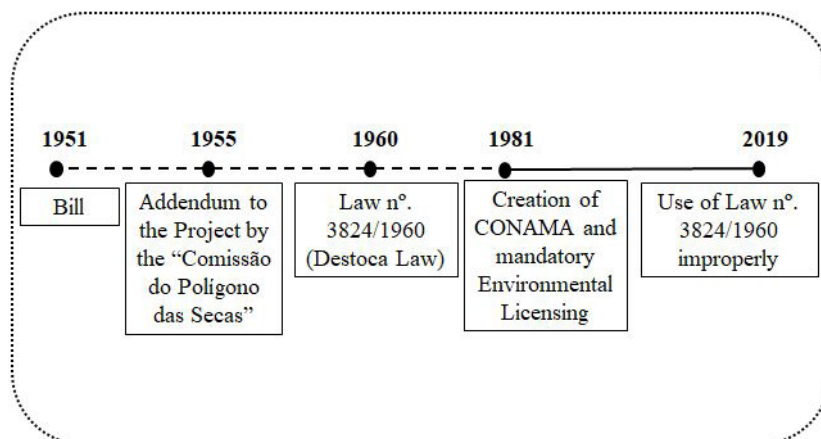 1951
1955
1960
1981
2019
Bill
Addendum to
the Project by
the “Comissão
do Polígono
das Secas”
Law nº.
3824/1960
(Destoca Law)
Creation of
CONAMA and
mandatory
Environmental
Licensing
Use of Law nº.
3824/1960
improperly